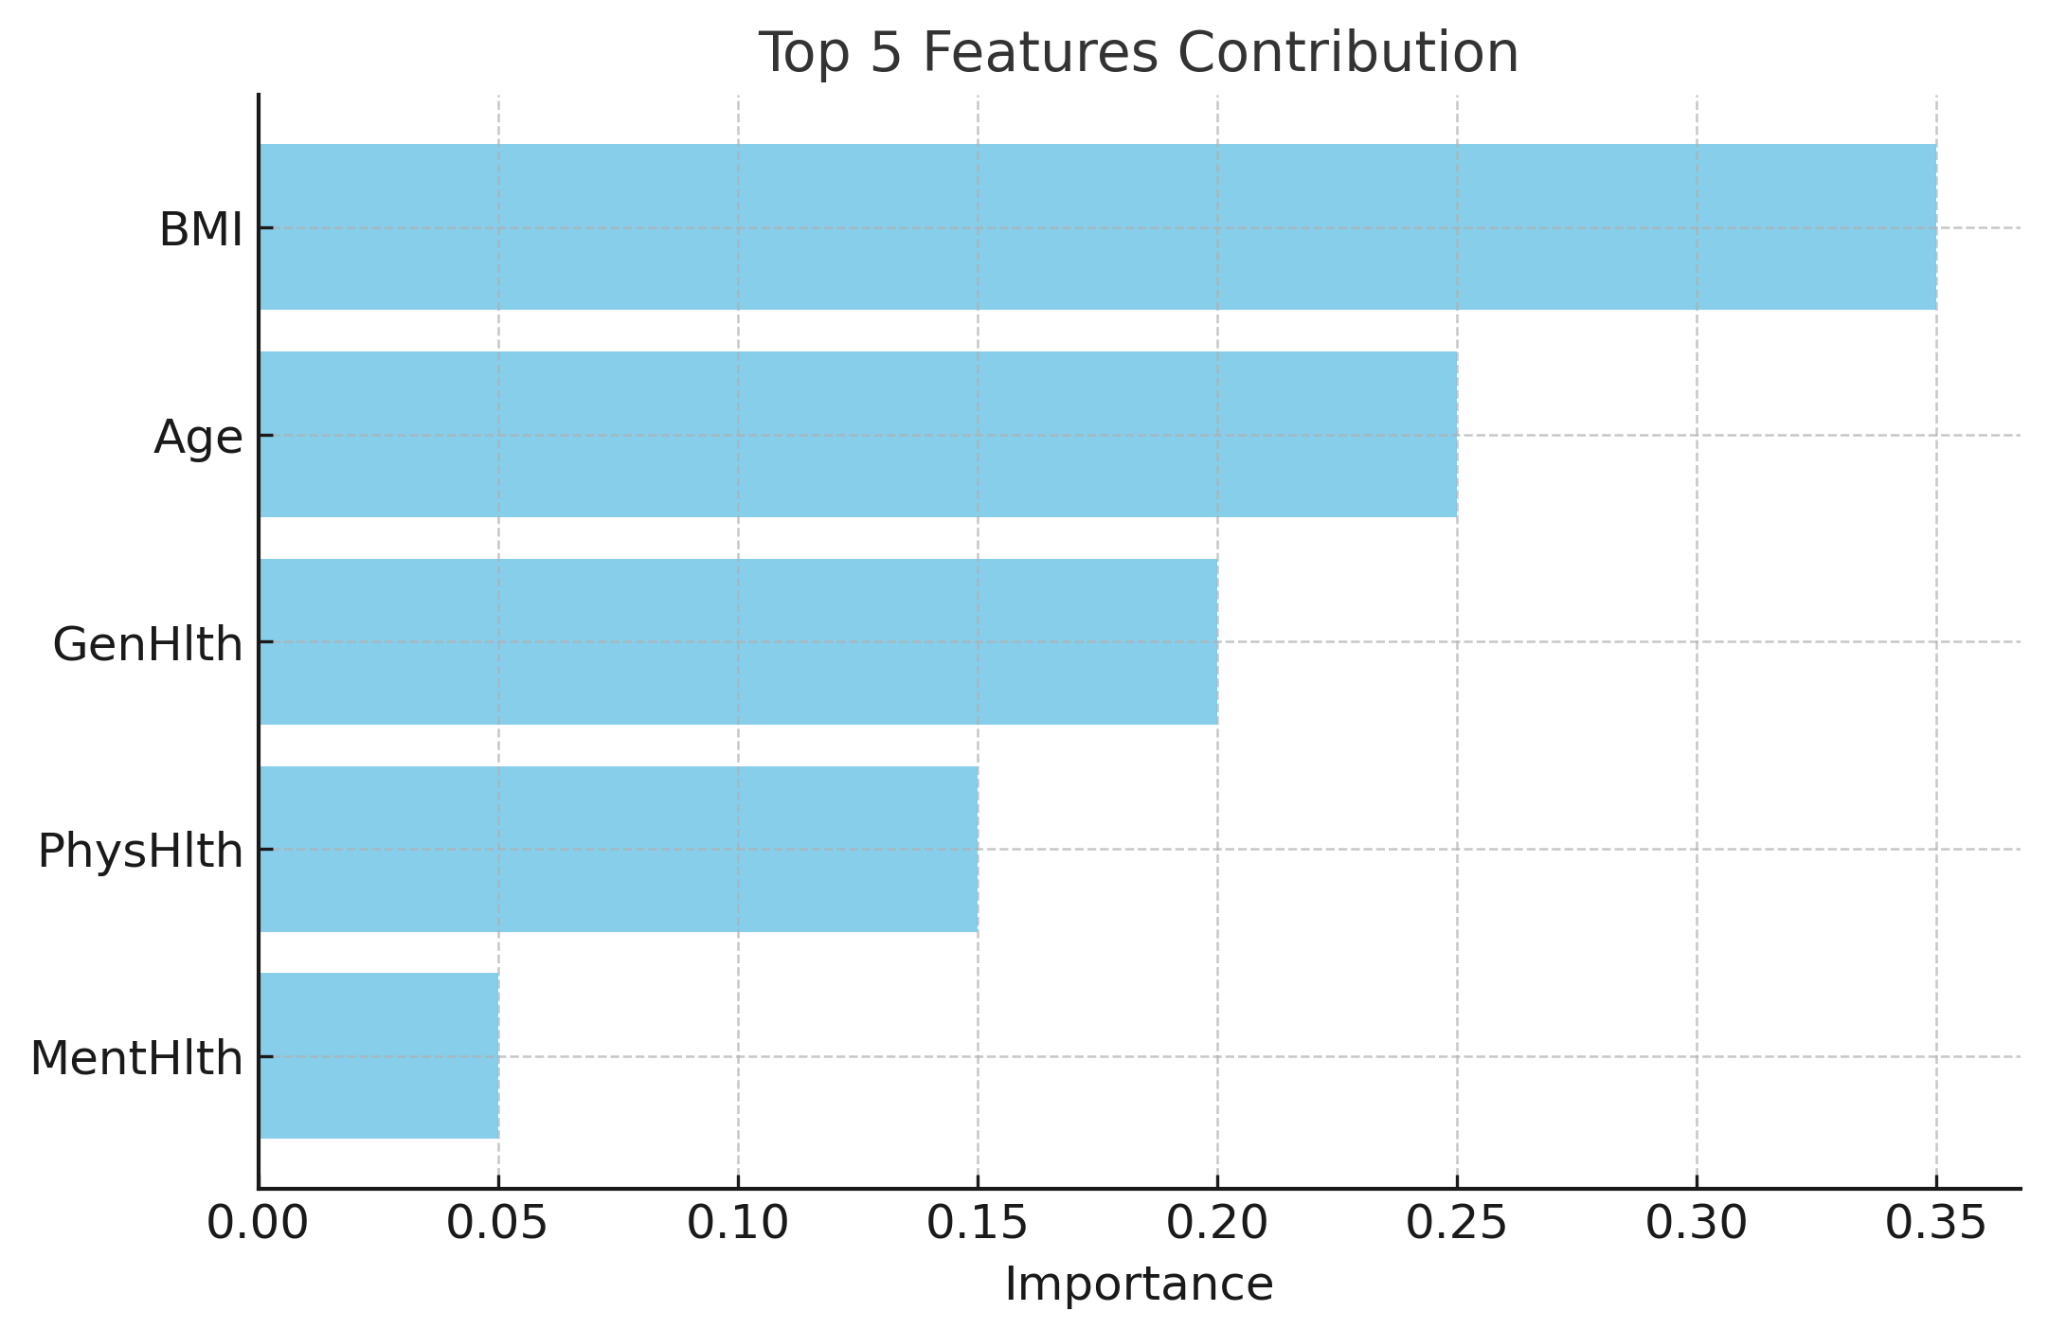 Top 5 Features Contribution
BMI
Age
GenHlth
PhysHlth
MentHlth
0.00 0.05 0.10 0.15 0.20 0.25 0.30 0.35
Importance